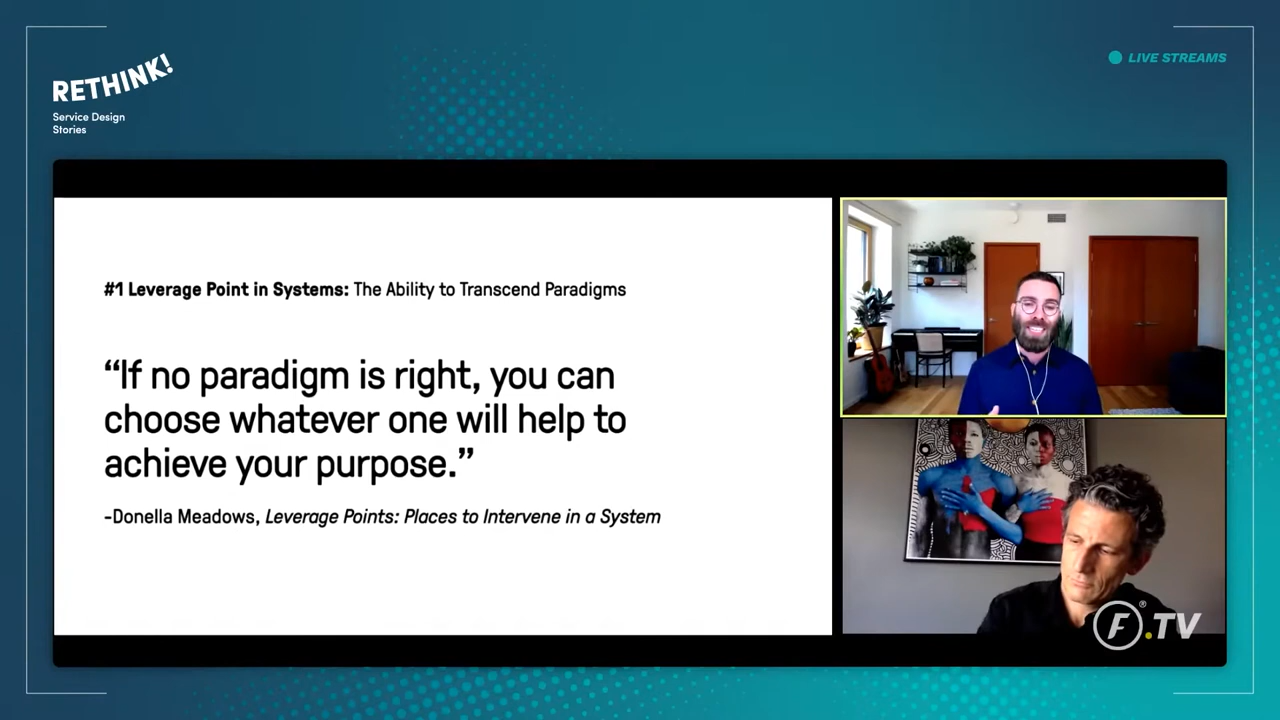 RETHINK!
Service Design
Stories
LIVE STREAMS
#1 Leverage Point in Systems: The Ability to Transcend Paradigms
“If no paradigm is right, you can
choose whatever one will help to
achieve your purpose.”
-Donella Meadows, Leverage Points: Places to Intervene in a System
F®.TV